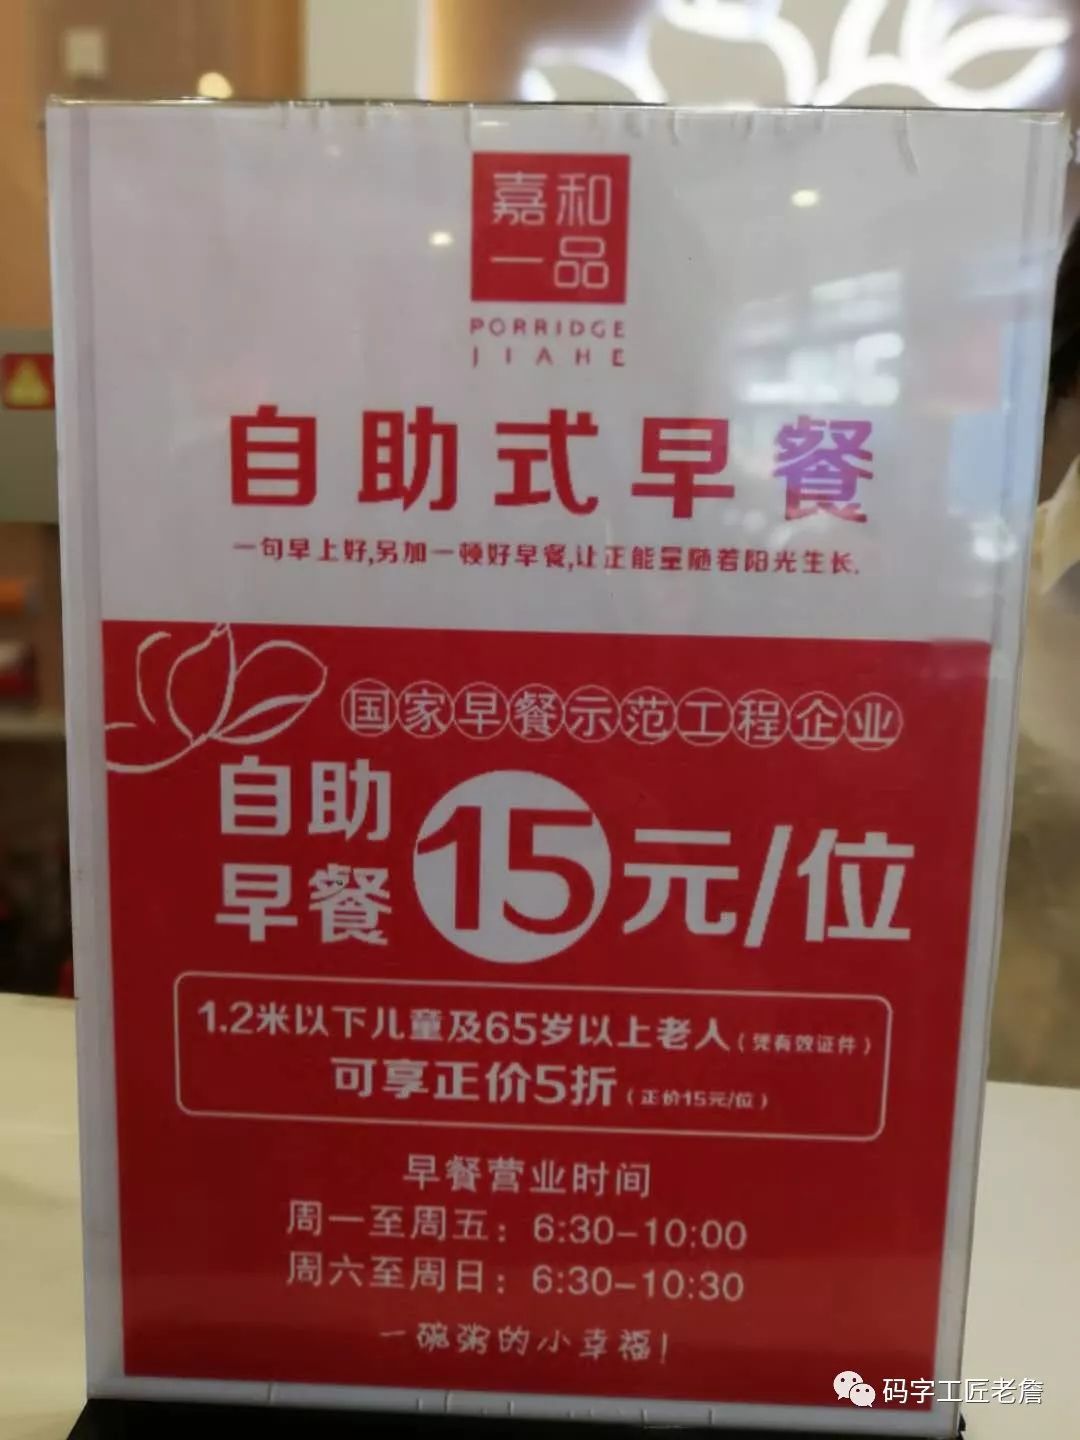 嘉和
一品
PORRIDGE
JIAHE
自助式早餐
一句早上好,另加一顿好早餐,让正能量随着阳光生长.
国家早餐示范工程企业
自助
早餐
15元/位
1.2米以下儿童及65岁以上老人（凭有效证件）
可享正价5折（正价15元/位）
早餐营业时间
周一至周五：6:30-10:00
周六至周日：6:30-10:30
一碗粥的小幸福！
码字工匠老詹